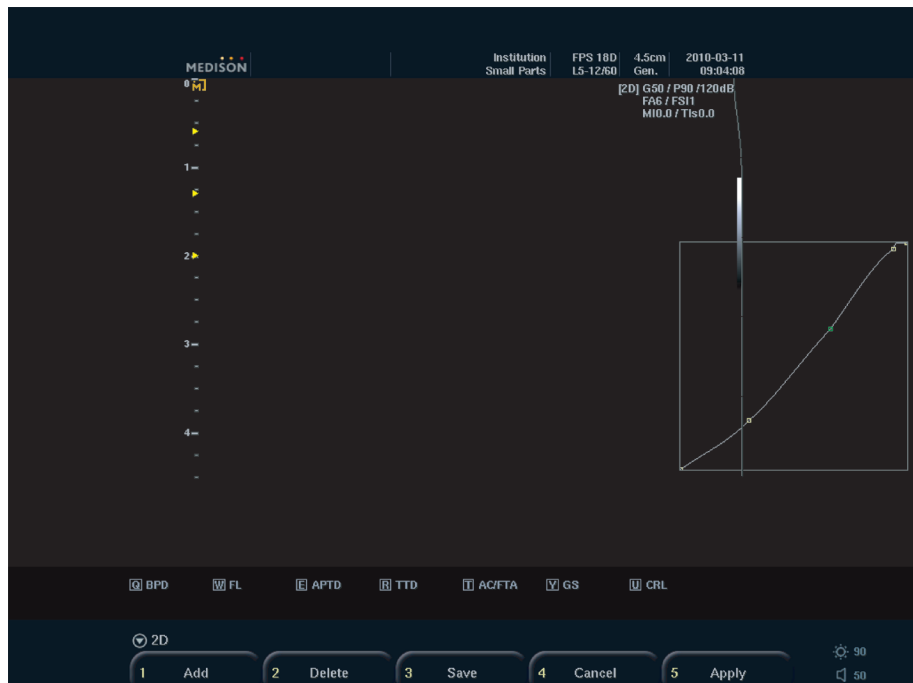 MEDISON
Institution FPS 18D 4.5cm 2010-03-11
Small Parts L5-12/60 Gen. 09:04:08
[2D] G50 / P90 /120dB
FA6 / FSI1
MI0.0 / TIs0.0
0
M
1
2
3
4
Q BPD W FL E APTD R TTD T AC/FTA Y GS U CRL
2D
90
1 Add 2 Delete 3 Save 4 Cancel 5 Apply
50